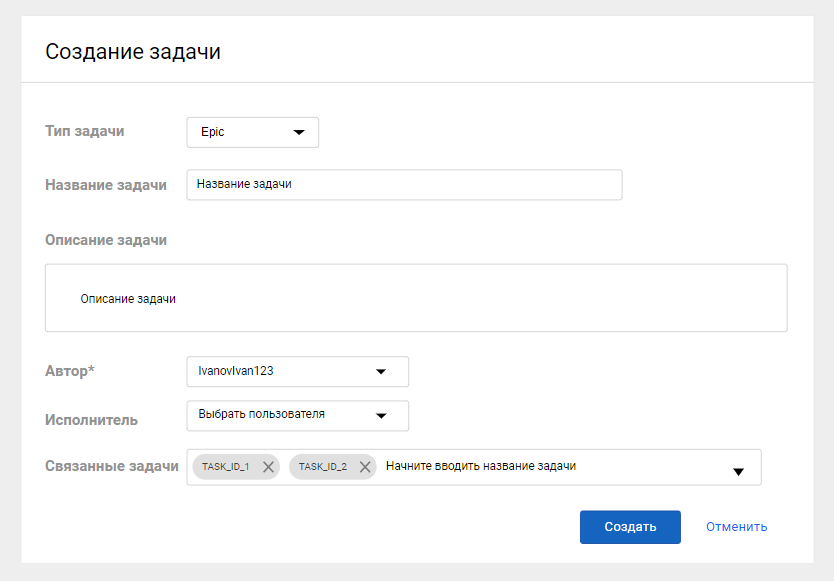 Создание задачи
Тип задачи
Epic
Название задачи
Название задачи
Описание задачи
Описание задачи
Автор*
IvanovIvan123
Исполнитель
Выбрать пользователя
Связанные задачи
TASK_ID_1
TASK_ID_2
Начните вводить название задачи
Создать
Отменить